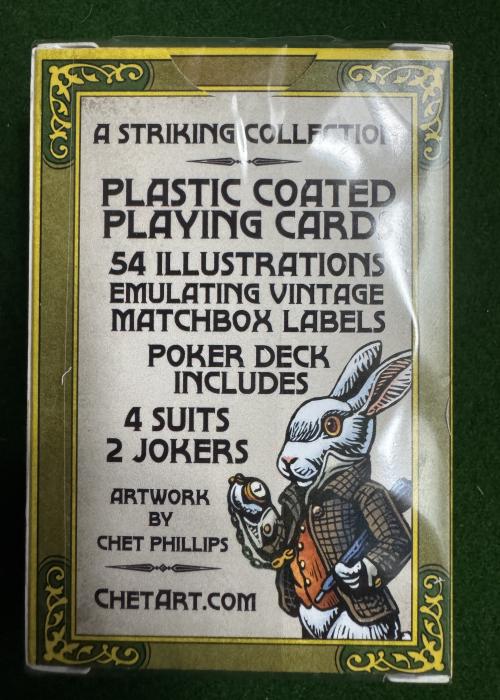 A STRIKING COLLECTION
PLASTIC COATED
PLAYING CARDS
54 ILLUSTRATIONS
EMULATING VINTAGE
MATCHBOX LABELS
POKER DECK
INCLUDES
4 SUITS
2 JOKERS
ARTWORK
BY
CHET PHILLIPS
CHETART.COM